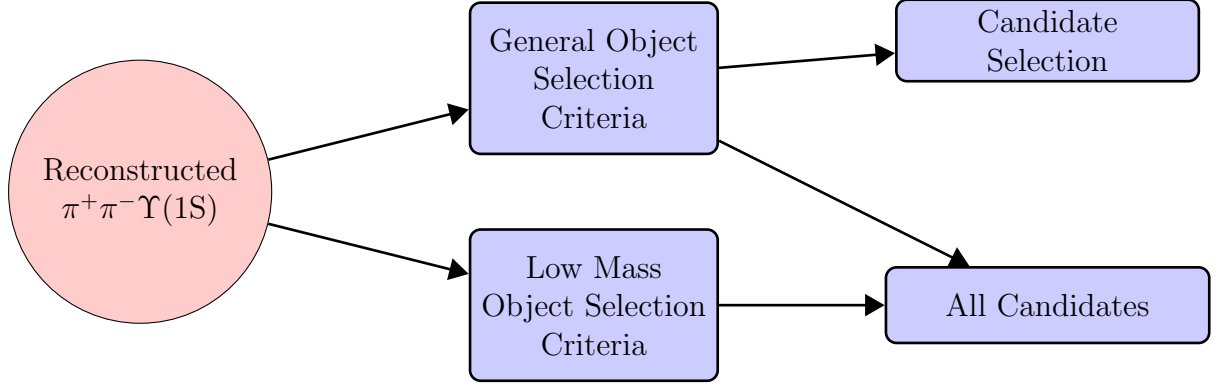 Reconstructed
π⁺π⁻Υ(1S)
General Object
Selection
Criteria
Candidate
Selection
Low Mass
Object Selection
Criteria
All Candidates